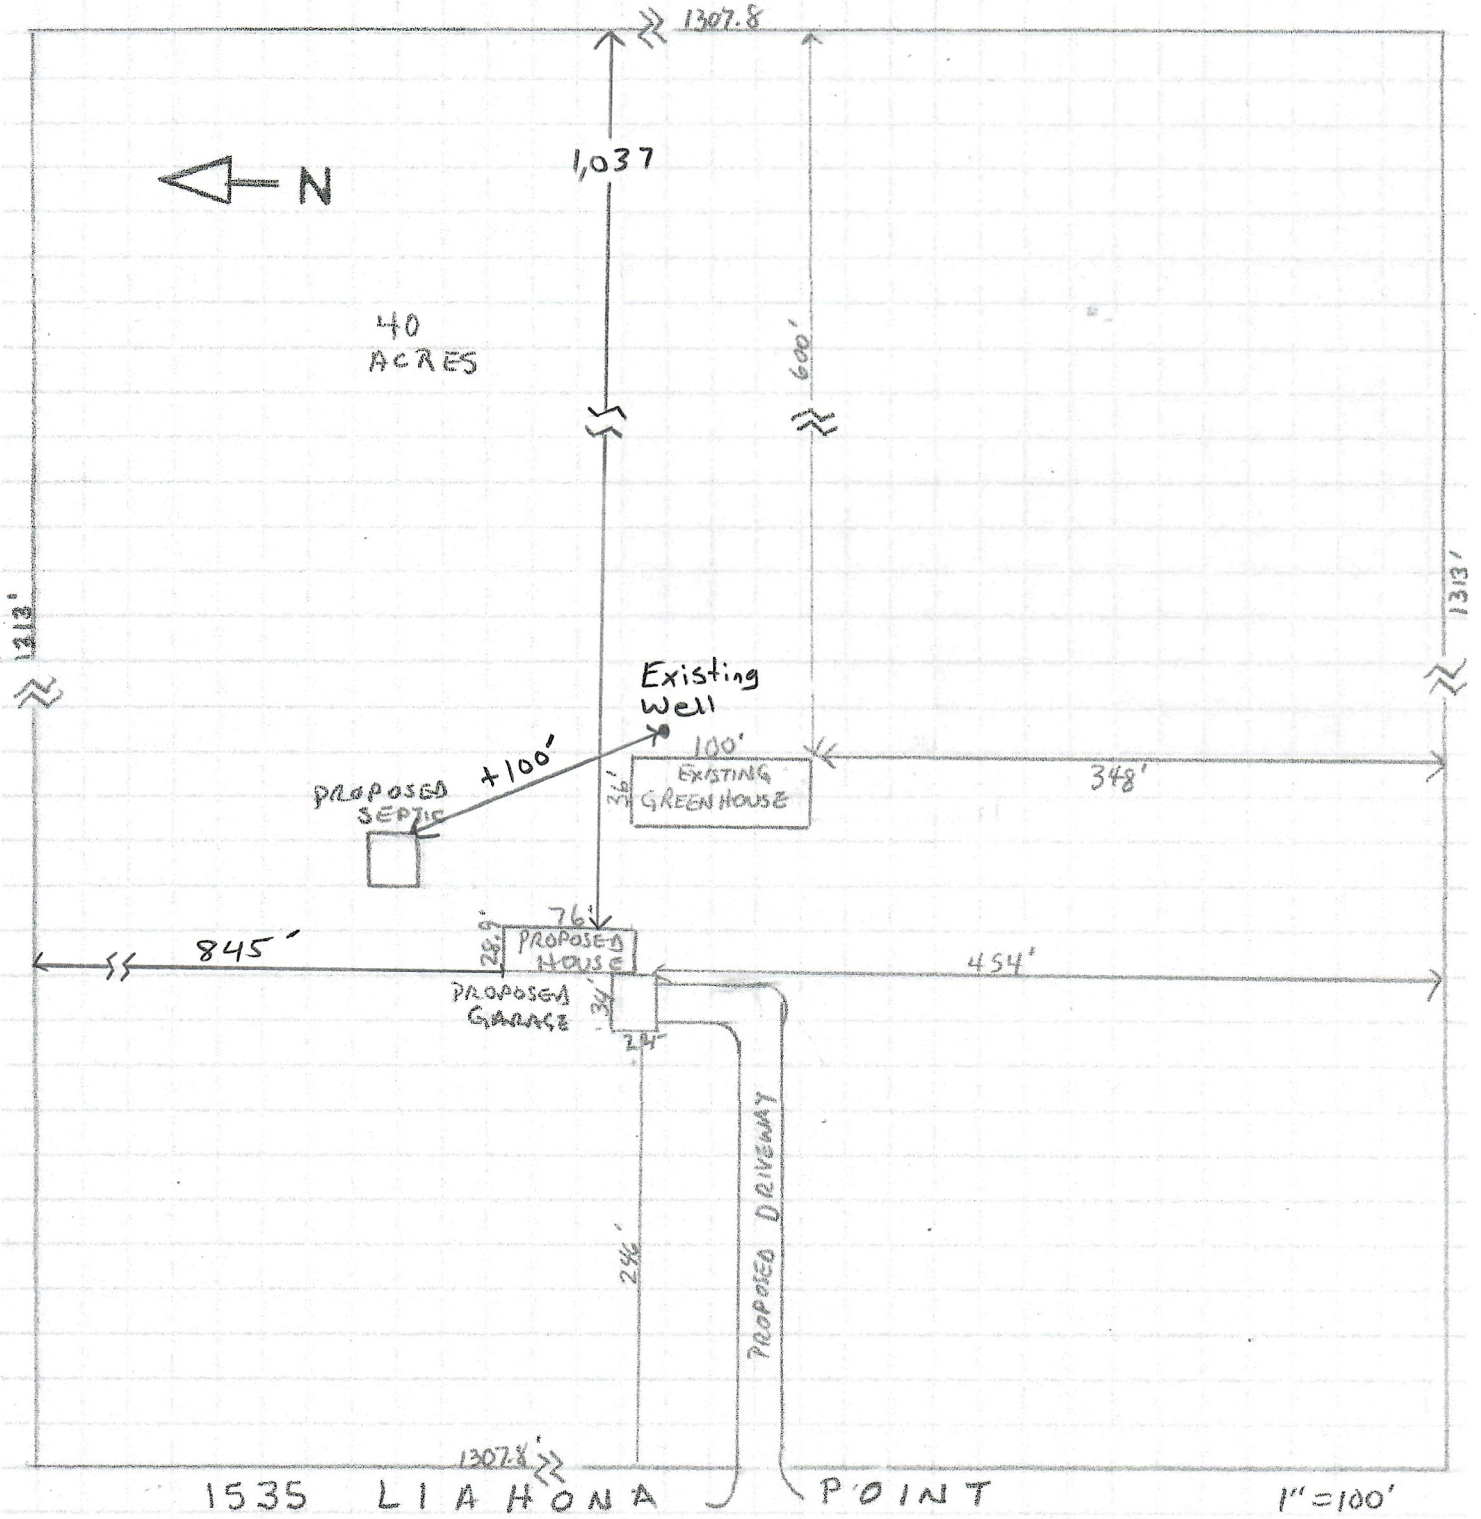 1307.8
1,037
N
600'
40
ACRES
1313'
1313'
Existing
Well
100'
+100'
36'
EXISTING
GREENHOUSE
348'
PROPOSED
SEPTIC
76'
28.9'
PROPOSED
HOUSE
845'
454'
PROPOSED
GARAGE
34'
24'
PROPOSED DRIVEWAY
246'
1307.8'
1535 LIAHONA POINT
1"=100'